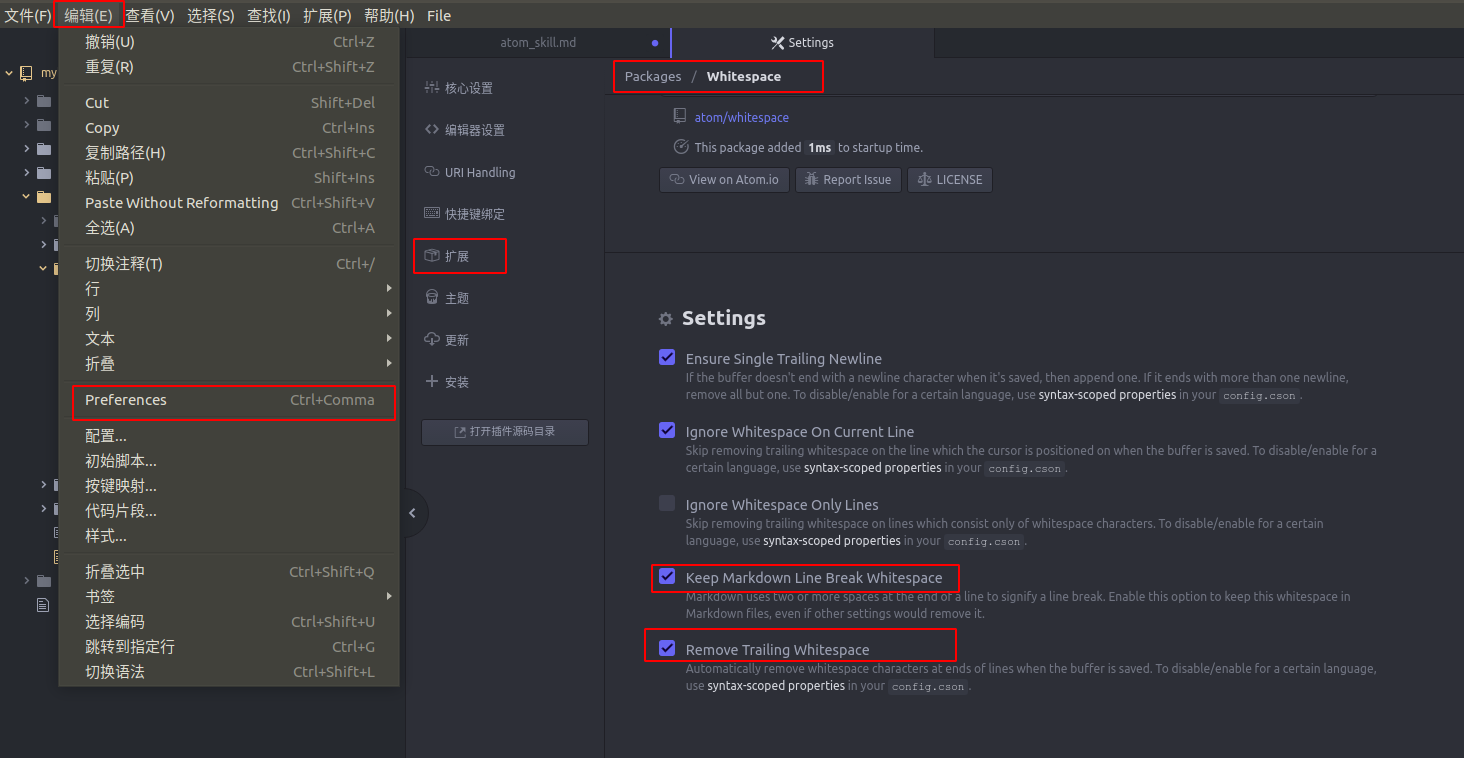 文件(F) 编辑(E) 查看(V) 选择(S) 查找(I) 扩展(P) 帮助(H) File
my
撤销(U) Ctrl+Z
重复(R) Ctrl+Shift+Z
Cut Shift+Del
Copy Ctrl+Ins
复制路径(H) Ctrl+Shift+C
粘贴(P) Shift+Ins
Paste Without Reformatting Ctrl+Shift+V
全选(A) Ctrl+A
切换注释(T) Ctrl+/
行
列
文本
折叠
Preferences Ctrl+Comma
配置...
初始脚本...
按键映射...
代码片段...
样式...
折叠选中 Ctrl+Shift+Q
书签
选择编码 Ctrl+Shift+U
跳转到指定行 Ctrl+G
切换语法 Ctrl+Shift+L
atom_skill.md
Settings
核心设置
编辑器设置
URI Handling
快捷键绑定
扩展
主题
更新
安装
打开插件源码目录
Packages / Whitespace
atom/whitespace
This package added 1ms to startup time.
View on Atom.io Report Issue LICENSE
Settings
Ensure Single Trailing Newline
If the buffer doesn't end with a newline character when it's saved, then append one. If it ends with more than one newline,
remove all but one. To disable/enable for a certain language, use syntax-scoped properties in your config.cson.
Ignore Whitespace On Current Line
Skip removing trailing whitespace on the line which the cursor is positioned on when the buffer is saved. To disable/enable for a
certain language, use syntax-scoped properties in your config.cson.
Ignore Whitespace Only Lines
Skip removing trailing whitespace on lines which consist only of whitespace characters. To disable/enable for a certain
language, use syntax-scoped properties in your config.cson.
Keep Markdown Line Break Whitespace
Markdown uses two or more spaces at the end of a line to signify a line break. Enable this option to keep this whitespace in
Markdown files, even if other settings would remove it.
Remove Trailing Whitespace
Automatically remove whitespace characters at ends of lines when the buffer is saved. To disable/enable for a certain language,
use syntax-scoped properties in your config.cson.